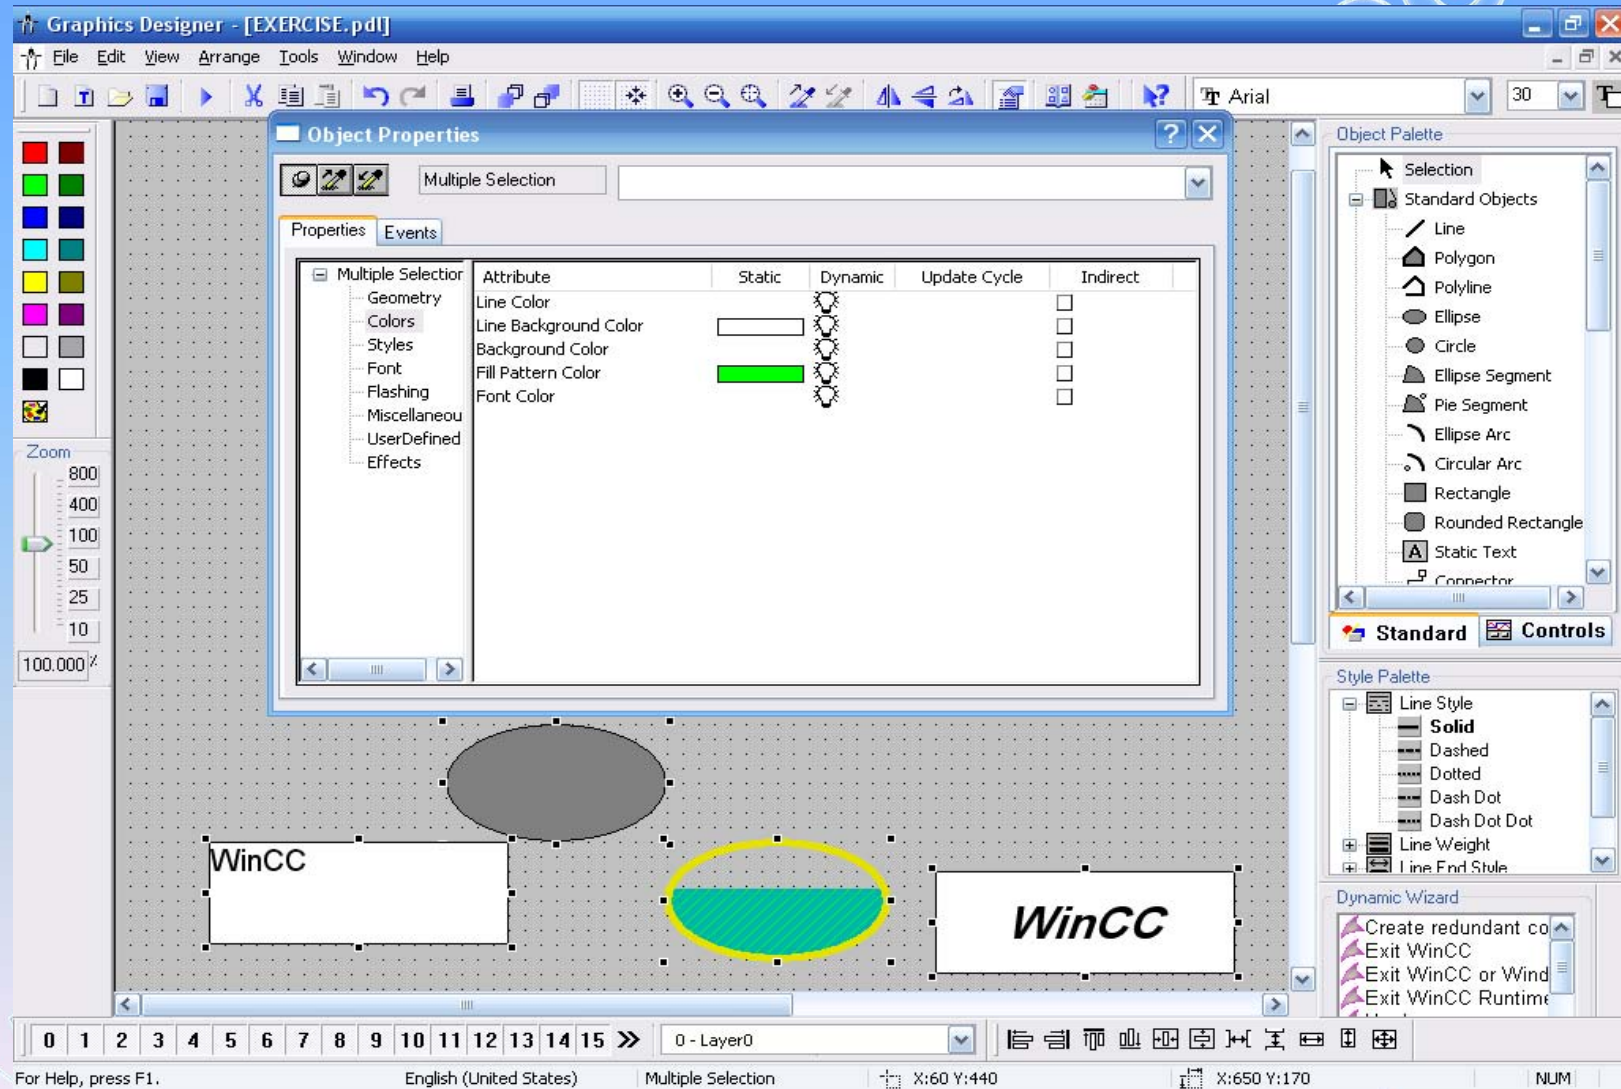 Graphics Designer - [EXERCISE.pdl]
File Edit View Arrange Tools Window Help
Arial 30
Object Properties
Multiple Selection
Properties Events
Multiple Selection
Geometry
Colors
Styles
Font
Flashing
Miscellaneou
UserDefined
Effects
Attribute Static Dynamic Update Cycle Indirect
Line Color
Line Background Color
Background Color
Fill Pattern Color
Font Color
Zoom
800
400
100
50
25
10
100.000 %
WinCC
WinCC
Object Palette
Selection
Standard Objects
Line
Polygon
Polyline
Ellipse
Circle
Ellipse Segment
Pie Segment
Ellipse Arc
Circular Arc
Rectangle
Rounded Rectangle
A Static Text
Connector
Standard Controls
Style Palette
Line Style
Solid
Dashed
Dotted
Dash Dot
Dash Dot Dot
Line Weight
Line End Style
Dynamic Wizard
Create redundant co
Exit WinCC
Exit WinCC or Wind
Exit WinCC Runtime
0 1 2 3 4 5 6 7 8 9 10 11 12 13 14 15 0 - Layer0
For Help, press F1. English (United States) Multiple Selection X:60 Y:440 X:650 Y:170 NUM